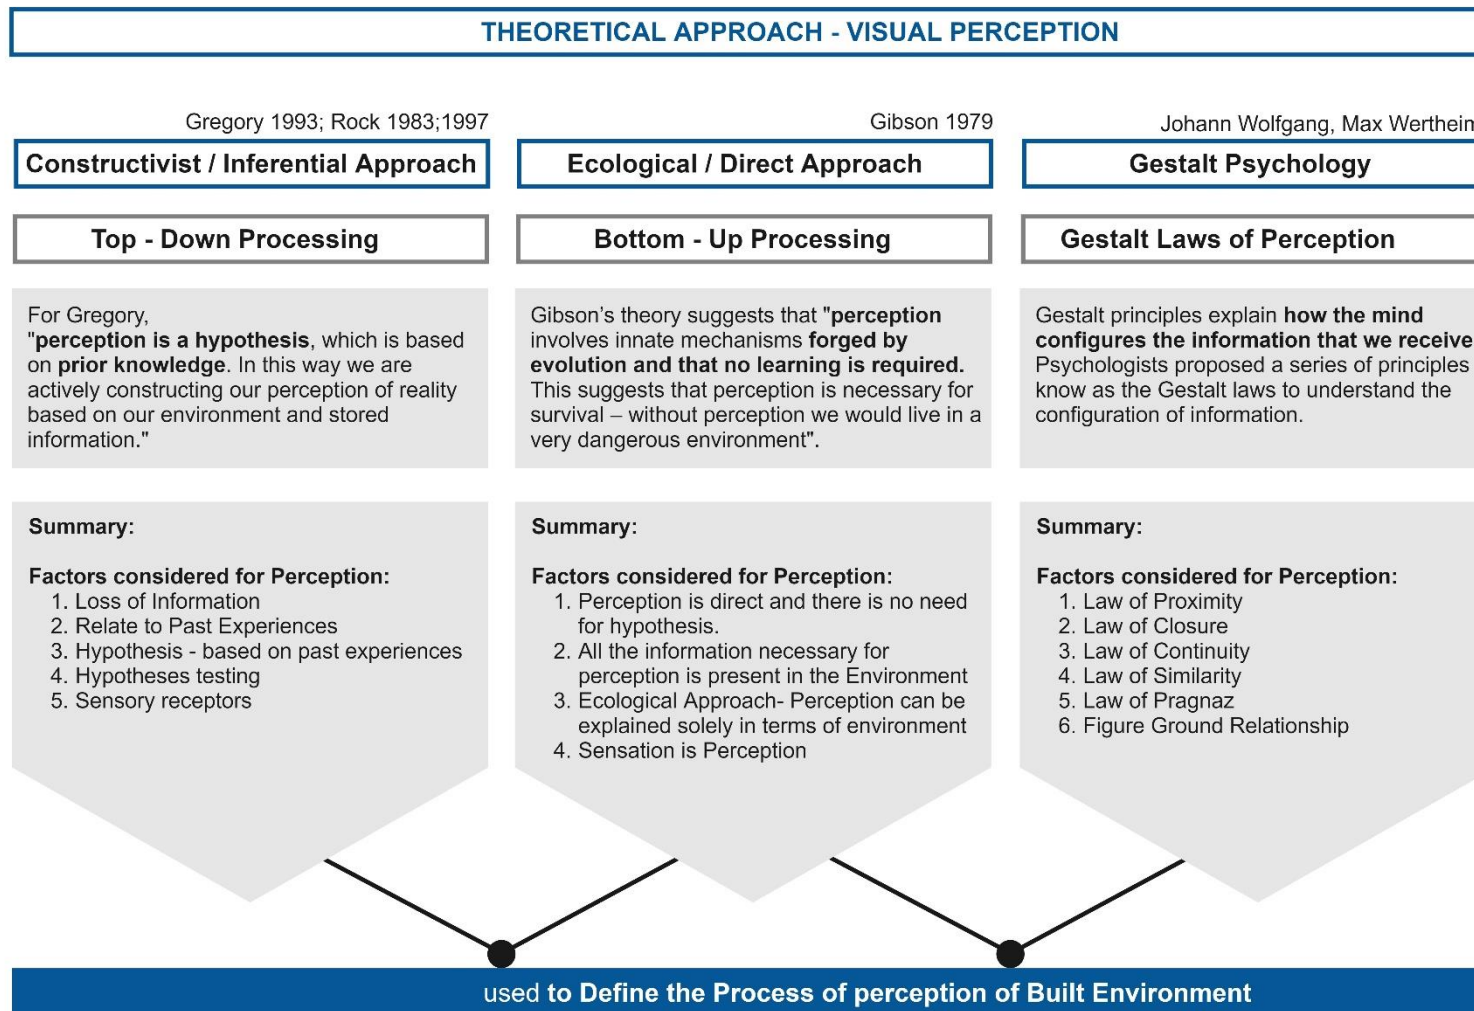 THEORETICAL APPROACH - VISUAL PERCEPTION
Gregory 1993; Rock 1983;1997
Constructivist / Inferential Approach
Top - Down Processing
For Gregory,
"perception is a hypothesis, which is based
on prior knowledge. In this way we are
actively constructing our perception of reality
based on our environment and stored
information."
Summary:
Factors considered for Perception:
1. Loss of Information
2. Relate to Past Experiences
3. Hypothesis - based on past experiences
4. Hypotheses testing
5. Sensory receptors
Gibson 1979
Ecological / Direct Approach
Bottom - Up Processing
Gibson's theory suggests that "perception
involves innate mechanisms forged by
evolution and that no learning is required.
This suggests that perception is necessary for
survival – without perception we would live in a
very dangerous environment".
Summary:
Factors considered for Perception:
1. Perception is direct and there is no need
for hypothesis.
2. All the information necessary for
perception is present in the Environment
3. Ecological Approach- Perception can be
explained solely in terms of environment
4. Sensation is Perception
Johann Wolfgang, Max
Gestalt Psychology
Gestalt Laws of Perception
Gestalt principles explain how the mind
configures the information that we receive
Psychologists proposed a series of principles
know as the Gestalt laws to understand the
configuration of information.
Summary:
Factors considered for Perception:
1. Law of Proximity
2. Law of Closure
3. Law of Continuity
4. Law of Similarity
5. Law of Pragnaz
6. Figure Ground Relationship
used to Define the Process of perception of Built Environment